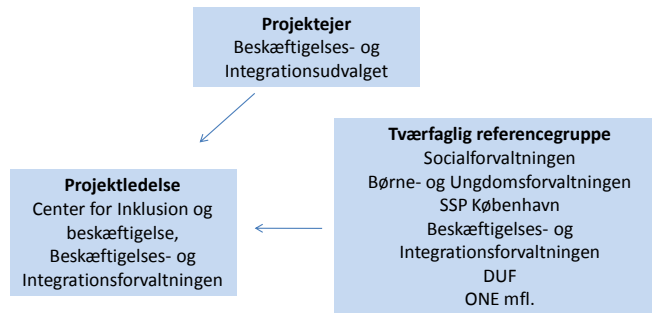 Projektejer
Beskæftigelses- og
Integrationsudvalget
Projektledelse
Center for Inklusion og
beskæftigelse,
Beskæftigelses- og
Integrationsforvaltningen
Tværfaglig referencegruppe
Socialforvaltningen
Børne- og Ungdomsforvaltningen
SSP København
Beskæftigelses- og
Integrationsforvaltningen
DUF
ONE mfl.